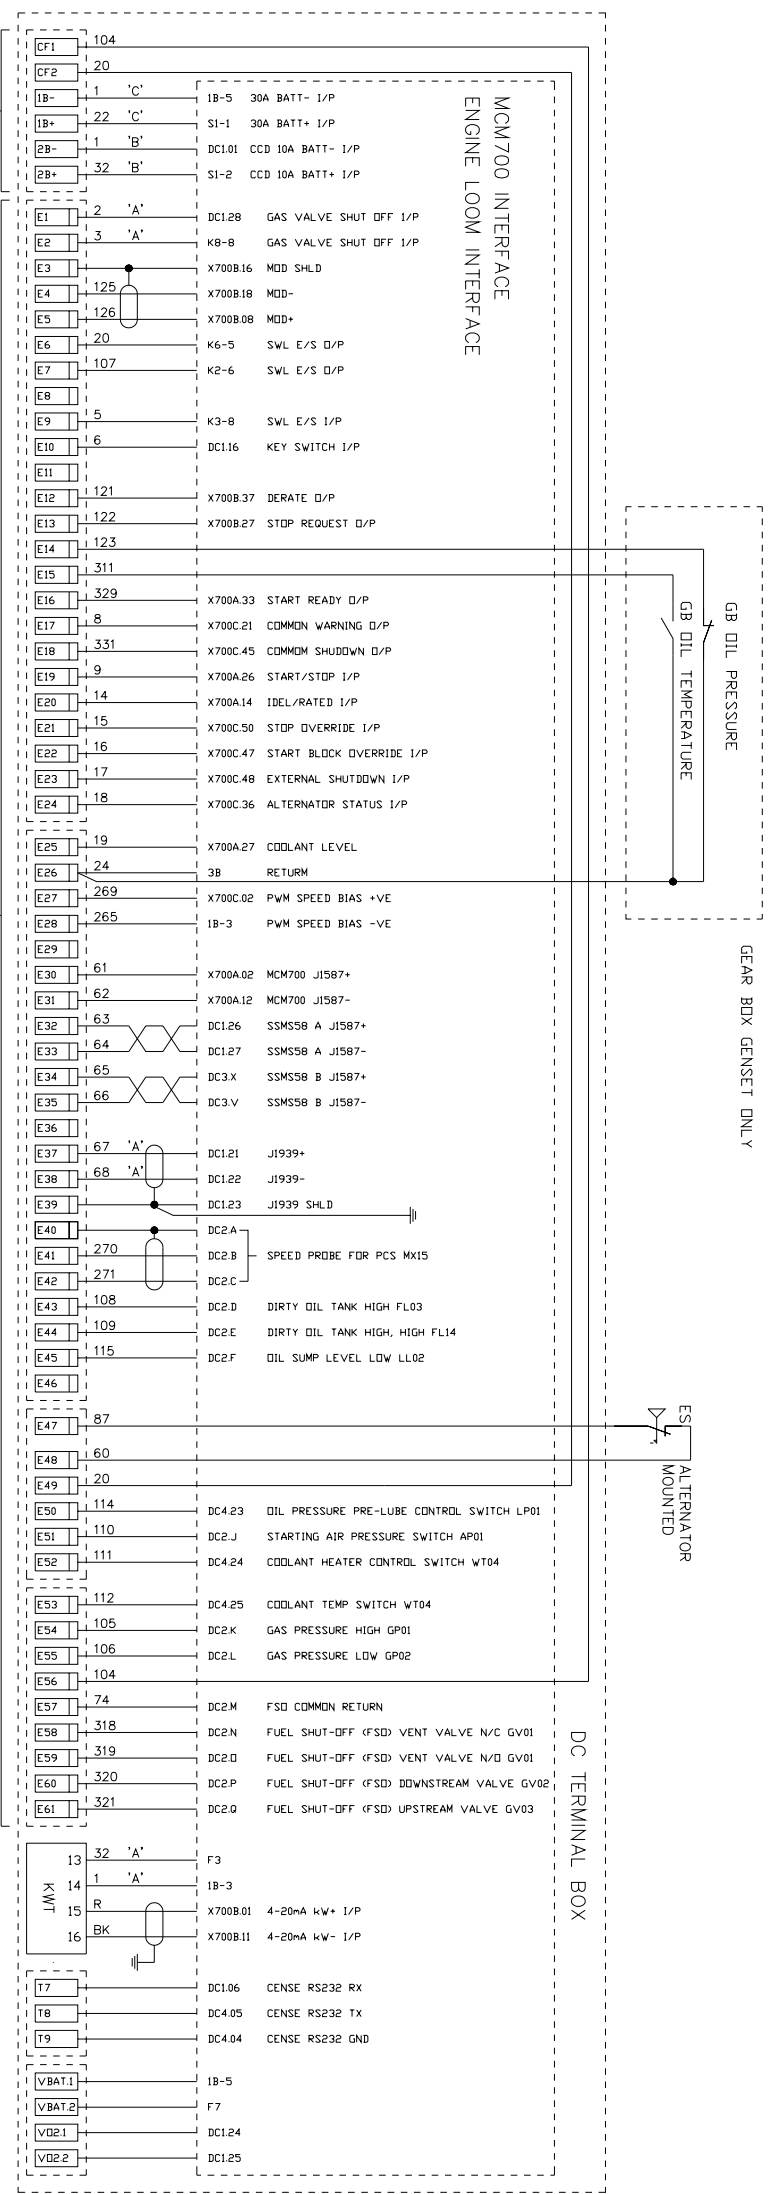 CF1 104
CF2 20
1B- 1 'C' 1B-5 30A BATT- I/P
1B+ 22 'C' S1-1 30A BATT+ I/P
2B- 1 'B' DC1.01 CCD 10A BATT- I/P
2B+ 32 'B' S1-2 CCD 10A BATT+ I/P
MCM700 INTERFACE
ENGINE LOOM INTERFACE
E1 2 'A' DC1.28 GAS VALVE SHUT OFF I/P
E2 3 'A' K8-8 GAS VALVE SHUT OFF I/P
E3 X700B.16 MOD SHLD
E4 125 X700B.18 MOD-
E5 126 X700B.08 MOD+
E6 20 K6-5 SWL E/S O/P
E7 107 K2-6 SWL E/S O/P
E8
E9 5 K3-8 SWL E/S I/P
E10 6 DC1.16 KEY SWITCH I/P
E11
E12 121 X700B.37 DERATE O/P
E13 122 X700B.27 STOP REQUEST O/P
E14 123
E15 311
E16 329 X700A.33 START READY O/P
E17 8 X700C.21 COMMON WARNING O/P
E18 331 X700C.45 COMMOM SHUDOWN O/P
E19 9 X700A.26 START/STOP I/P
E20 14 X700A.14 IDEL/RATED I/P
E21 15 X700C.50 STOP OVERRIDE I/P
E22 16 X700C.47 START BLOCK OVERRIDE I/P
E23 17 X700C.48 EXTERNAL SHUTDOWN I/P
E24 18 X700C.36 ALTERNATOR STATUS I/P
GB OIL PRESSURE
GB OIL TEMPERATURE
E25 19 X700A.27 COOLANT LEVEL
E26 24 3B RETURM
E27 269 X700C.02 PWM SPEED BIAS +VE
E28 265 1B-3 PWM SPEED BIAS -VE
E29
GEAR BOX GENSET ONLY
E30 61 X700A.02 MCM700 J1587+
E31 62 X700A.12 MCM700 J1587-
E32 63 DC1.26 SSMS58 A J1587+
E33 64 DC1.27 SSMS58 A J1587-
E34 65 DC3.X SSMS58 B J1587+
E35 66 DC3.V SSMS58 B J1587-
E36
E37 67 'A' DC1.21 J1939+
E38 68 'A' DC1.22 J1939-
E39 DC1.23 J1939 SHLD
E40 DC2.A
E41 270 DC2.B SPEED PROBE FOR PCS MX15
E42 271 DC2.C
E43 108 DC2.D DIRTY OIL TANK HIGH FL03
E44 109 DC2.E DIRTY OIL TANK HIGH, HIGH FL14
E45 115 DC2.F OIL SUMP LEVEL LOW LL02
E46
E47 87
ES
ALTERNATOR
MOUNTED
E48 60
E49 20
E50 114 DC4.23 OIL PRESSURE PRE-LUBE CONTROL SWITCH LP01
E51 110 DC2.J STARTING AIR PRESSURE SWITCH AP01
E52 111 DC4.24 COOLANT HEATER CONTROL SWITCH WT04
E53 112 DC4.25 COOLANT TEMP SWITCH WT04
E54 105 DC2.K GAS PRESSURE HIGH GP01
E55 106 DC2.L GAS PRESSURE LOW GP02
E56 104
E57 74 DC2.M FSO COMMON RETURN
E58 318 DC2.N FUEL SHUT-OFF (FSO) VENT VALVE N/C GV01
E59 319 DC2.O FUEL SHUT-OFF (FSO) VENT VALVE N/O GV01
E60 320 DC2.P FUEL SHUT-OFF (FSO) DOWNSTREAM VALVE GV02
E61 321 DC2.Q FUEL SHUT-OFF (FSO) UPSTREAM VALVE GV03
DC TERMINAL BOX
KWT
13 32 'A' F3
14 1 'A' 1B-3
15 R X700B.01 4-20mA kW+ I/P
16 BK X700B.11 4-20mA kW- I/P
T7 DC1.06 CENSE RS232 RX
T8 DC4.05 CENSE RS232 TX
T9 DC4.04 CENSE RS232 GND
VBAT.1 1B-5
VBAT.2 F7
VO2.1 DC1.24
VO2.2 DC1.25